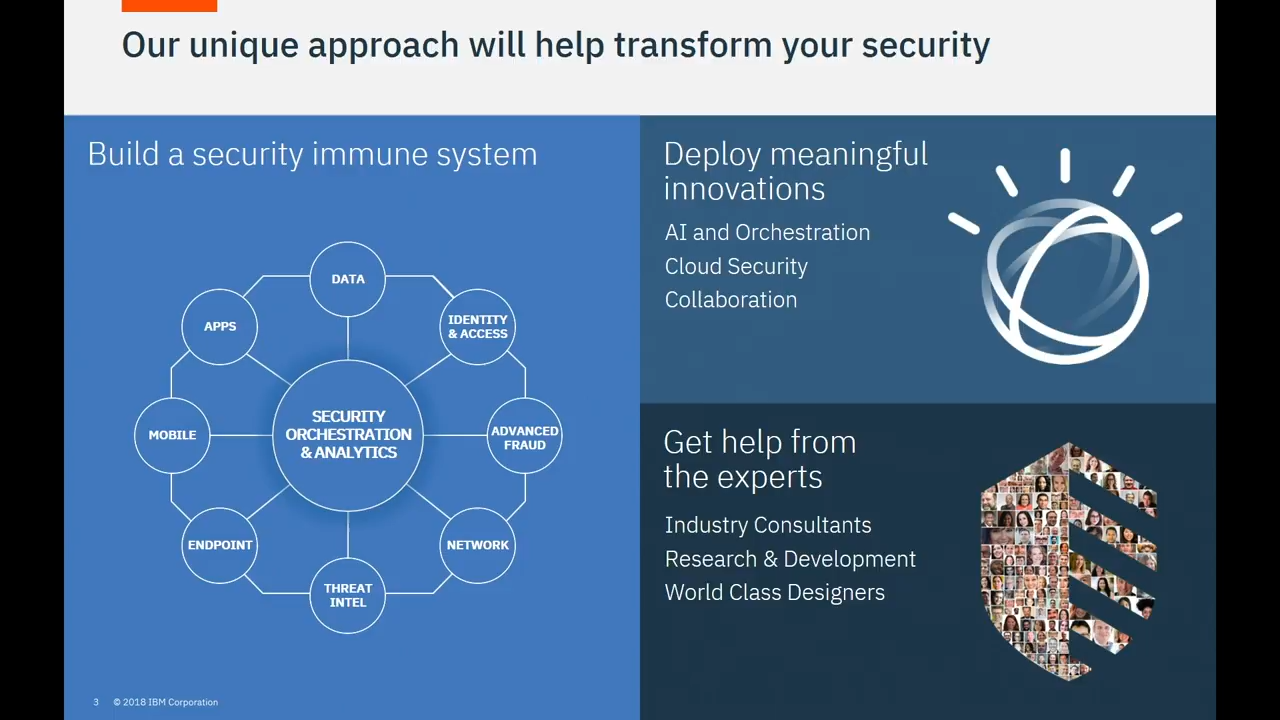 Our unique approach will help transform your security
Build a security immune system
DATA
IDENTITY
& ACCESS
ADVANCED
FRAUD
NETWORK
THREAT
INTEL
ENDPOINT
MOBILE
APPS
SECURITY
ORCHESTRATION
& ANALYTICS
Deploy meaningful
innovations
AI and Orchestration
Cloud Security
Collaboration
Get help from
the experts
Industry Consultants
Research & Development
World Class Designers
3 © 2018 IBM Corporation